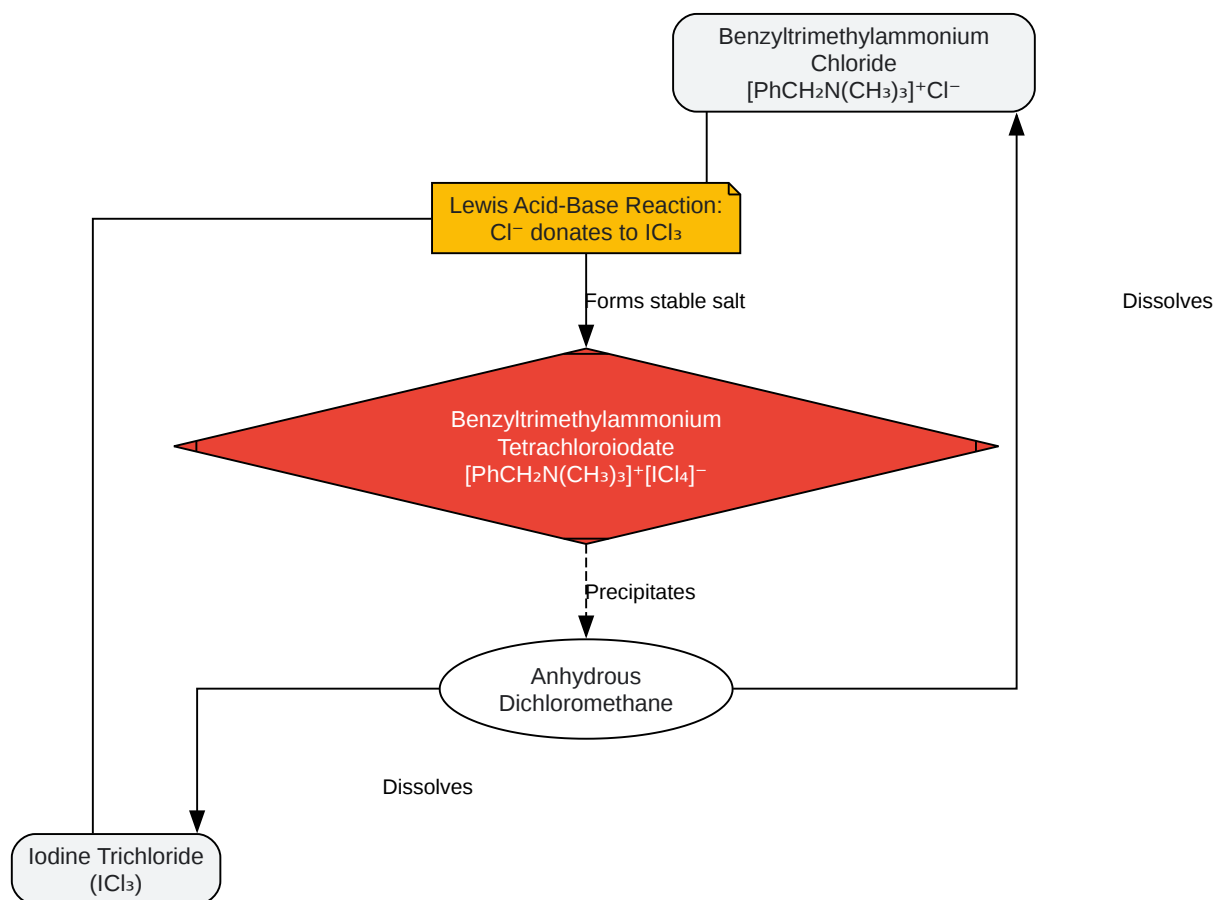 Benzyltrimethylammonium
Chloride
[PhCH₂N(CH₃)₃]⁺Cl⁻
Lewis Acid-Base Reaction:
Cl⁻ donates to ICl₃
Forms stable salt
Dissolves
Benzyltrimethylammonium
Tetrachloroiodate
[PhCH₂N(CH₃)₃]⁺[ICl₄]⁻
Precipitates
Anhydrous
Dichloromethane
Dissolves
Iodine Trichloride
(ICl₃)